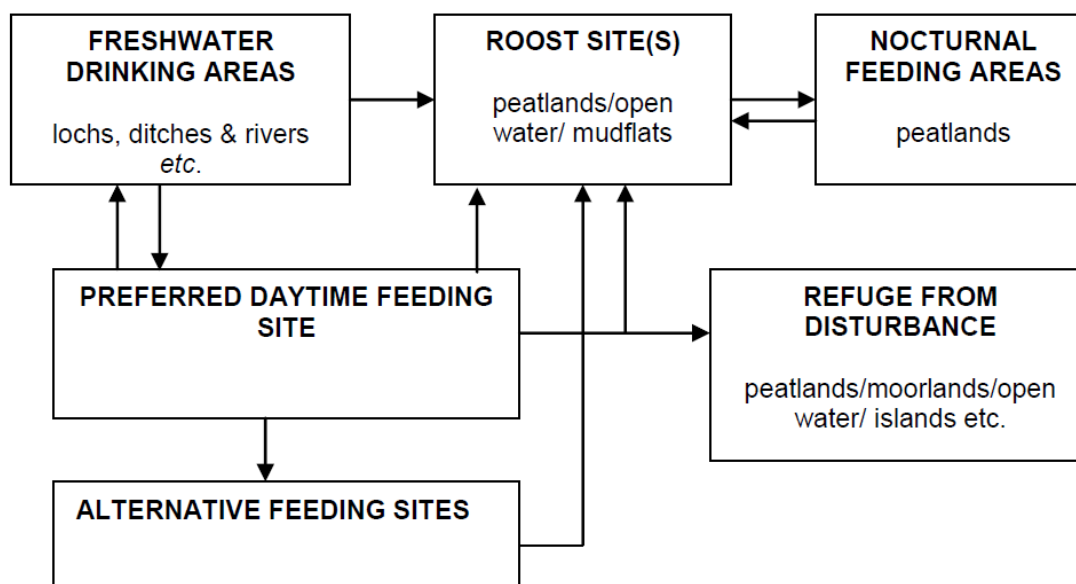 FRESHWATER
DRINKING AREAS
lochs, ditches & rivers
etc.
ROOST SITE(S)
peatlands/open
water/ mudflats
NOCTURNAL
FEEDING AREAS
peatlands
PREFERRED DAYTIME FEEDING
SITE
REFUGE FROM
DISTURBANCE
peatlands/moorlands/open
water/ islands etc.
ALTERNATIVE FEEDING SITES